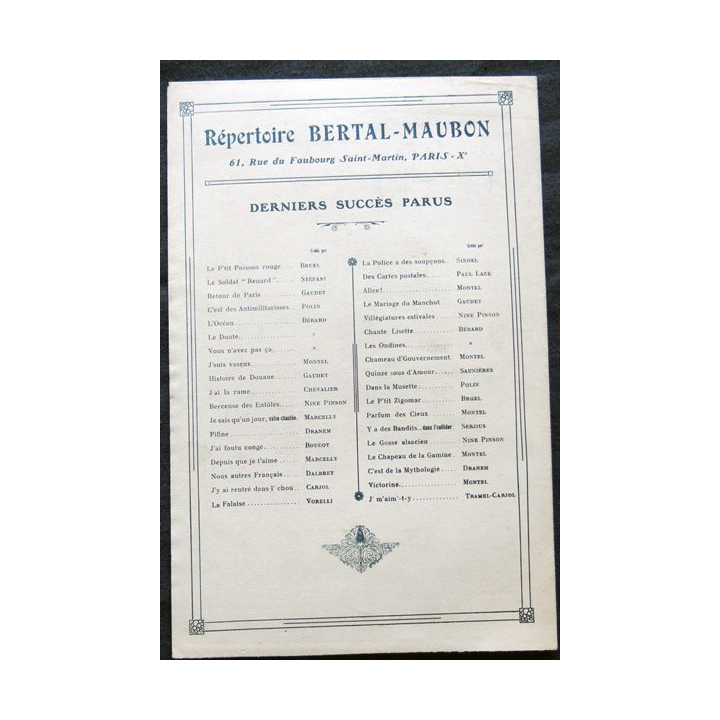 Répertoire BERTAL-MAUBON
61, Rue du Faubourg Saint-Martin, PARIS - Xe
DERNIERS SUCCÈS PARUS
Créés par
Le P'tit Poisson rouge.... BRUEL
Le Soldat "Renard"..... STÉFANI
Retour de Paris......... GAUDET
C'est des Antimilitarisses. POLIN
L'Océan................ BÉRARD
Le Doute............... "
Vous n'avez pas ça...... "
J'suis vaseux........... MONTEL
Histoire de Douane....... GAUDET
J'ai la rame............. CHEVALIER
Berceuse des Entôlés..... NINE PINSON
Je sais qu'un jour, valse chantée. MARCELLY
Fifine.................. DRANEM
J'ai foutu congé......... BOUCOT
Depuis que je t'aime..... MARCELLY
Nous autres Français..... DALBRET
J'y ai rentré dans l' chou.. CARJOL
La Falaise............... VORELLI
Créés par
La Police a des soupçons. SINOEL
Des Cartes postales....... PAUL LACK
Alice!................. MONTEL
Le Mariage du Manchot.. GAUDET
Villégiatures estivales.... NINE PINSON
Chante Lisette.......... BÉRARD
Les Ondines............ "
Chameau d'Gouvernement. MONTEL
Quinze sous d'Amour..... SAUNIÈRES
Dans la Musette......... POLIN
Le P'tit Zigomar......... BRUEL
Parfum des Cieux........ MONTEL
Y a des Bandits.. dans l'collidor SERJIUS
Le Gosse alsacien........ NINE PINSON
Le Chapeau de la Gamine. MONTEL
C'est de la Mythologie.... DRANEM
Victorine............... MONTEL
J' m'aim'-t-y............. TRAMEL-CARJOL